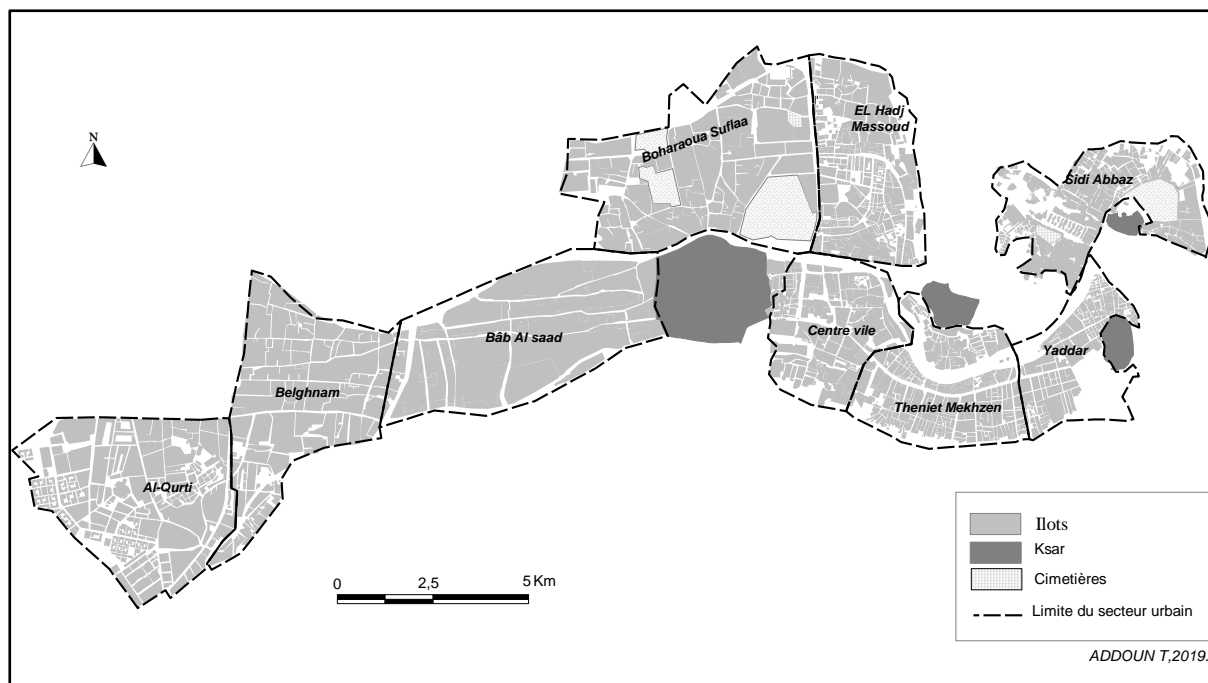 N
Boharaoua Suflaa
EL Hadj
Massoud
Sidi Abbaz
Bâb Al saad
Centre vile
Yaddar
Belghnam
Theniet Mekhzen
Al-Qurti
0 2,5 5 Km
Ilots
Ksar
Cimetières
Limite du secteur urbain
ADDOUN T,2019.